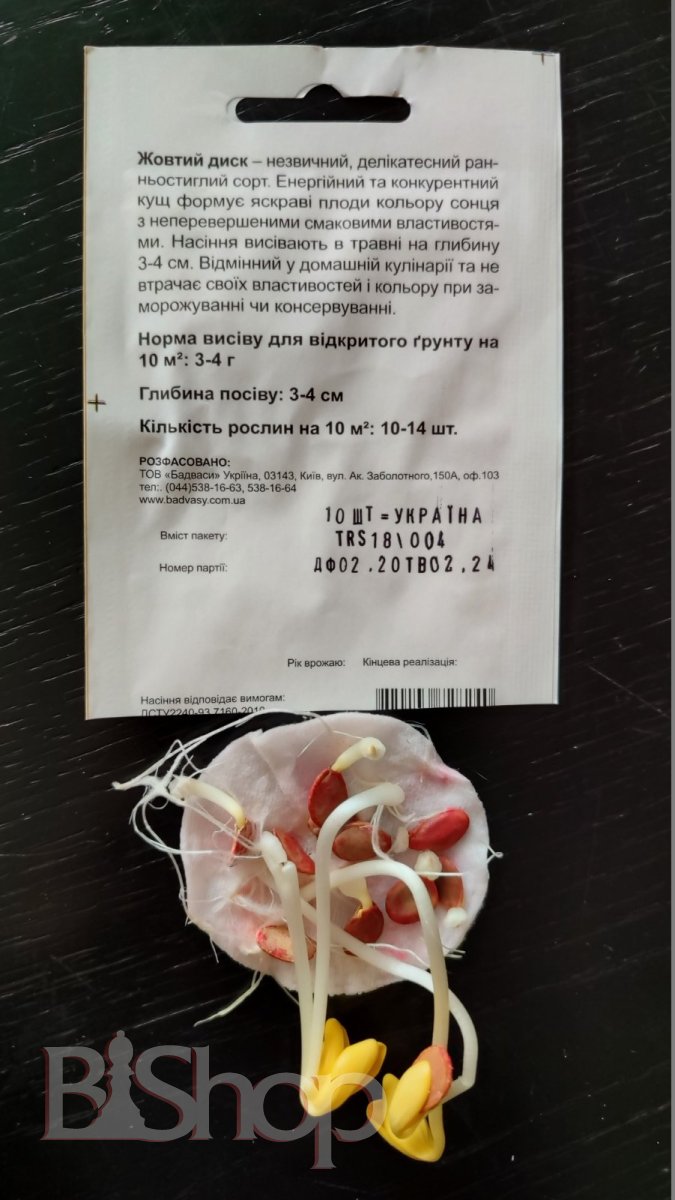 Жовтий диск – незвичний, делікатесний ран-
ньостиглий сорт. Енергійний та конкурентний
кущ формує яскраві плоди кольору сонця
з неперевершеними смаковими властивостя-
ми. Насіння висівають в травні на глибину
3-4 см. Відмінний у домашній кулінарії та не
втрачає своїх властивостей і кольору при за-
морожуванні чи консервуванні.
Норма висіву для відкритого ґрунту на
10 м²: 3-4 г
Глибина посіву: 3-4 см
Кількість рослин на 10 м²: 10-14 шт.
РОЗФАСОВАНО:
ТОВ «Бадваси» Укріїна, 03143, Київ, вул. Ак. Заболотного,150А, оф.103
тел:. (044)538-16-63, 538-16-64
www.badvasy.com.ua
10 ШТ = УКРАЇНА
Вміст пакету:
TRS18\004
Номер партії:
ДФ02.20ТВ02.24
Рік врожаю: Кінцева реалізація:
Насіння відповідає вимогам:
ДСТУ2240-93,7160-2010
BiShop